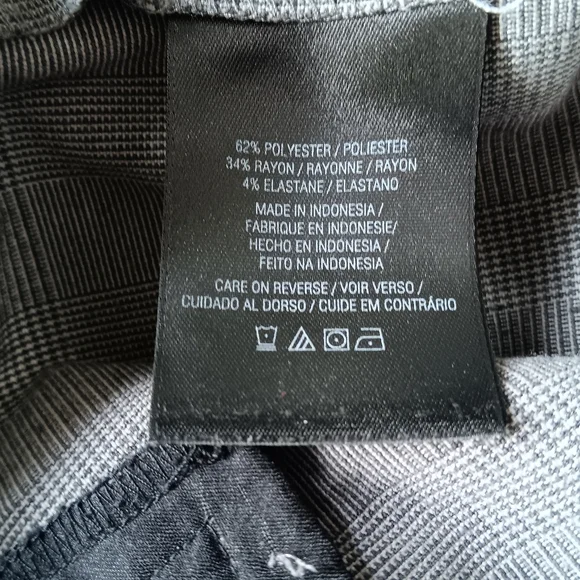 62% POLYESTER / POLIESTER
34% RAYON / RAYONNE / RAYON
4% ELASTANE / ELASTANO
MADE IN INDONESIA /
FABRIQUE EN INDONESIE/
HECHO EN INDONESIA /
FEITO NA INDONESIA
CARE ON REVERSE / VOIR VERSO /
CUIDADO AL DORSO / CUIDE EM CONTRÁRIO